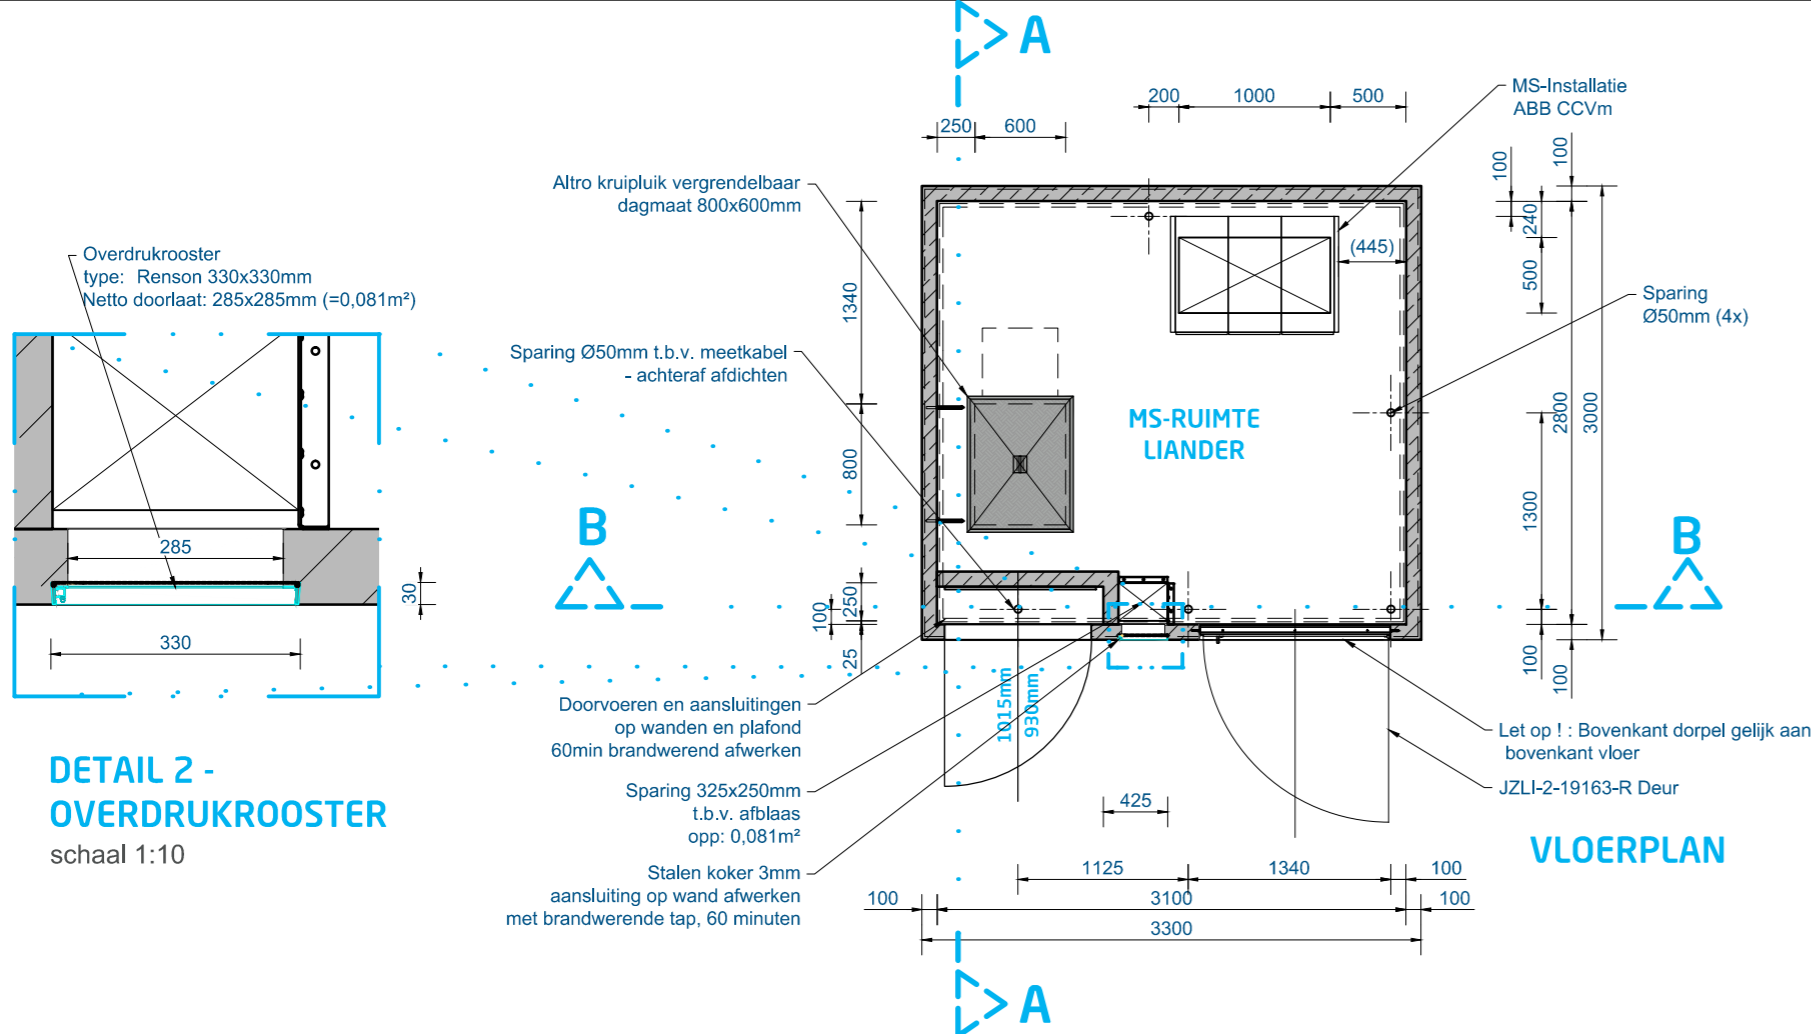 A
200
1000
500
250
600
MS-Installatie
ABB CCVm
100
100
Altro kruipluik vergrendelbaar
dagmaat 800x600mm
240
(445)
500
Overdrukrooster
type: Renson 330x330mm
Netto doorlaat: 285x285mm (=0,081m²)
1340
Sparing
Ø50mm (4x)
Sparing Ø50mm t.b.v. meetkabel
- achteraf afdichten
MS-RUIMTE
LIANDER
2800
3000
800
1300
B
B
285
30
330
100
250
25
100
100
1015mm
930mm
Doorvoeren en aansluitingen
op wanden en plafond
60min brandwerend afwerken
Let op ! : Bovenkant dorpel gelijk aan
bovenkant vloer
JZLI-2-19163-R Deur
DETAIL 2 -
OVERDRUKROOSTER
schaal 1:10
Sparing 325x250mm
t.b.v. afblaas
opp: 0,081m²
425
VLOERPLAN
Stalen koker 3mm
aansluiting op wand afwerken
met brandwerende tap, 60 minuten
1125
1340
100
100
3100
100
3300
A